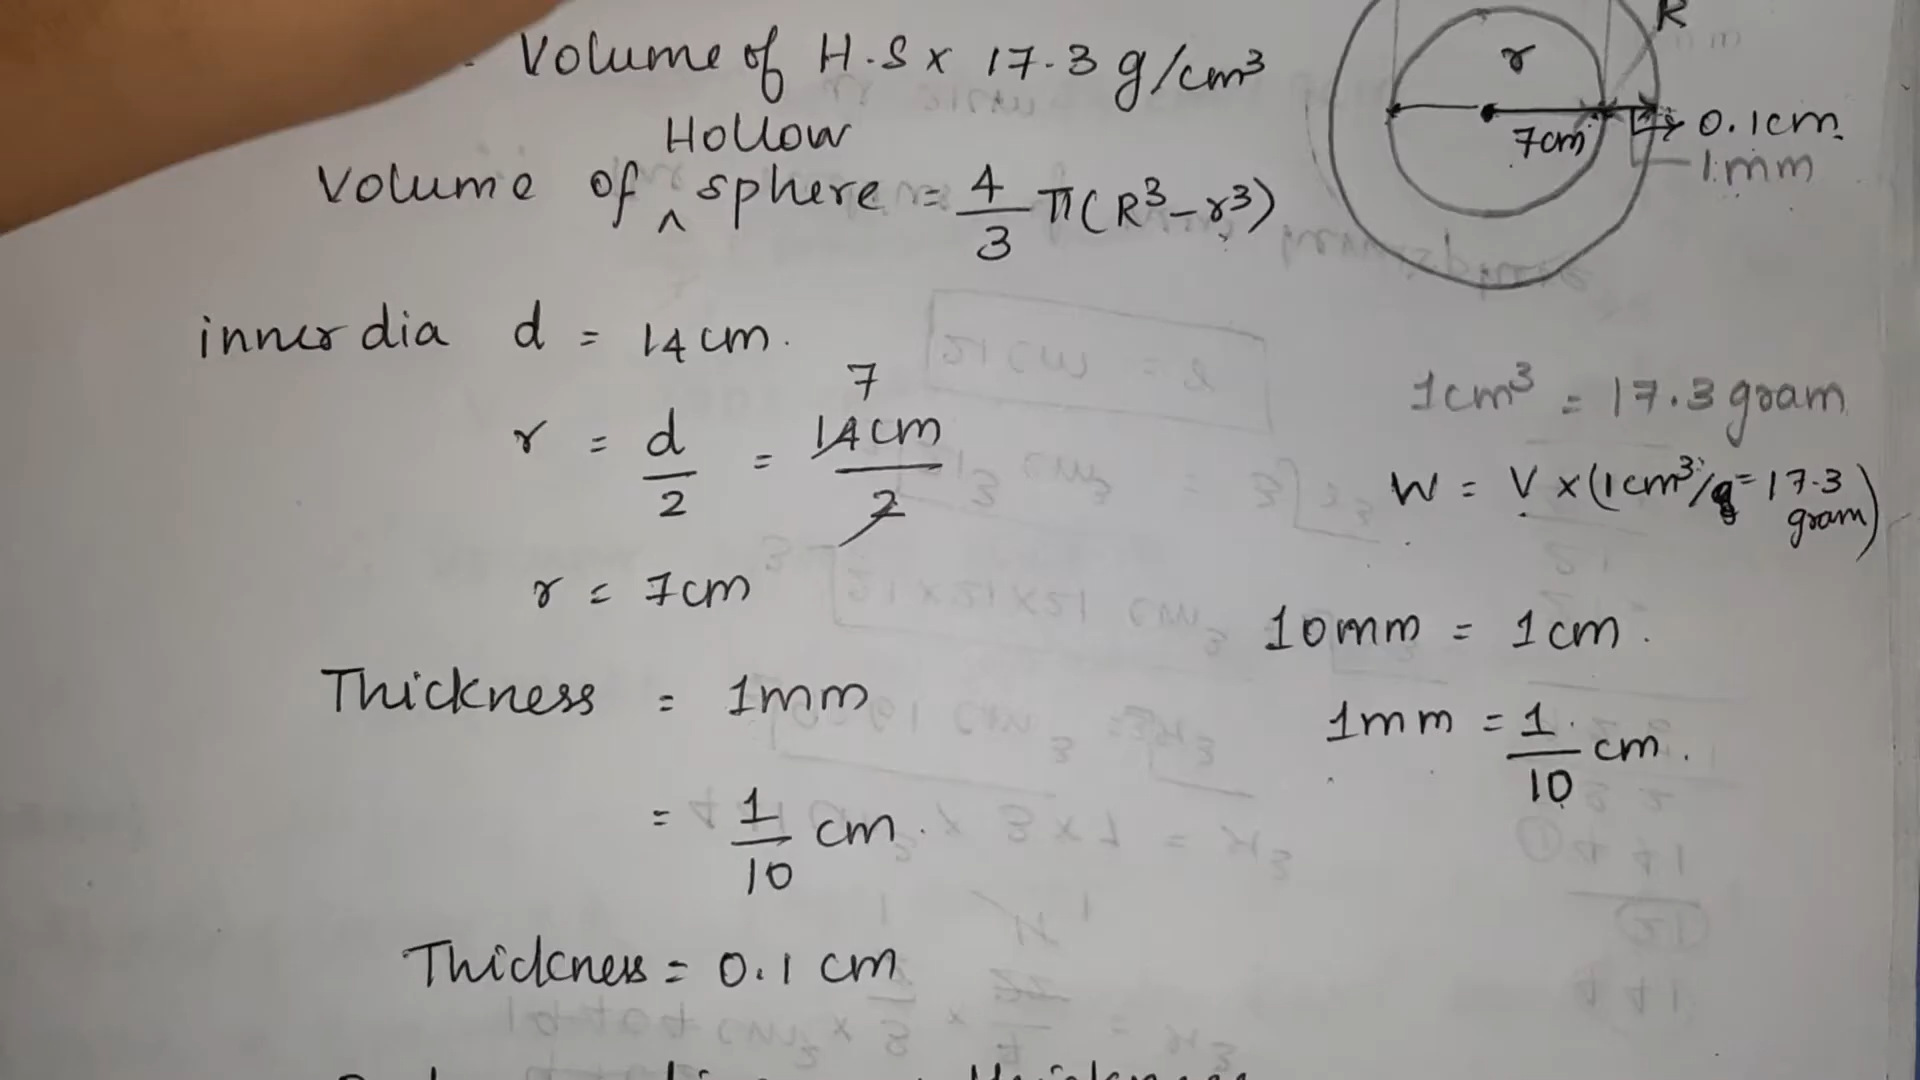 Volume of H.S x 17.3 g/cm³
Hollow
Volume of ^ sphere = 4/3 π(R³-r³)
R
r
7cm
0.1cm.
1mm
inner dia d = 14cm.
r = d/2 = 14cm/2
7
r = 7cm
Thickness = 1mm
= 1/10 cm.
Thickness = 0.1 cm
1cm³ = 17.3 gram
W = V x (1cm³/g = 17.3 gram)
10mm = 1cm.
1mm = 1/10 cm.